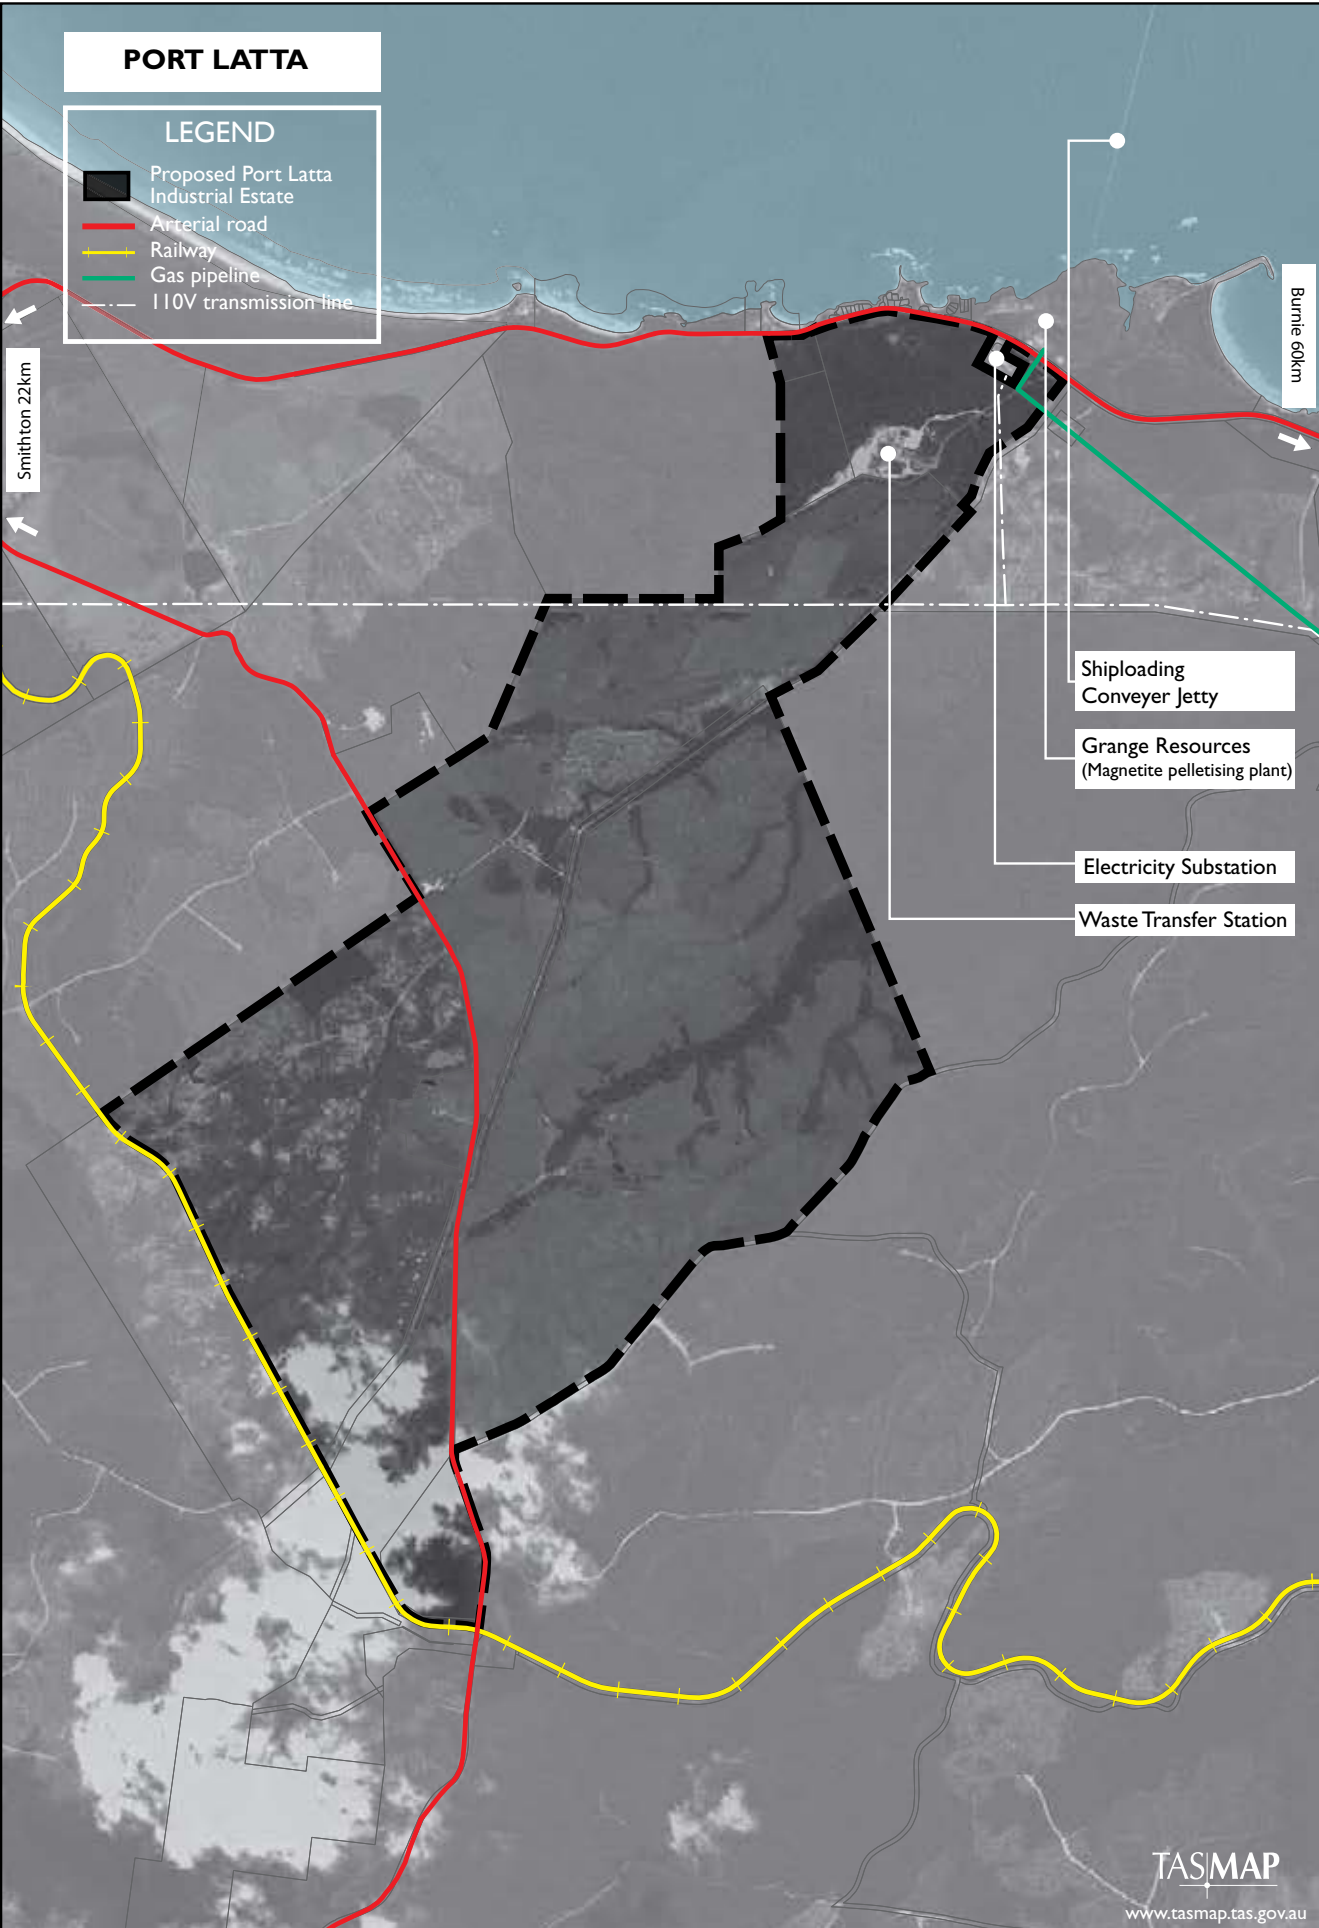 PORT LATTA
LEGEND
Proposed Port Latta
Industrial Estate
Arterial road
Railway
Gas pipeline
110V transmission line
Smithton 22km
Burnie 60km
Shiploading
Conveyer Jetty
Grange Resources
(Magnetite pelletising plant)
Electricity Substation
Waste Transfer Station
TASMAP
www.tasmap.tas.gov.au